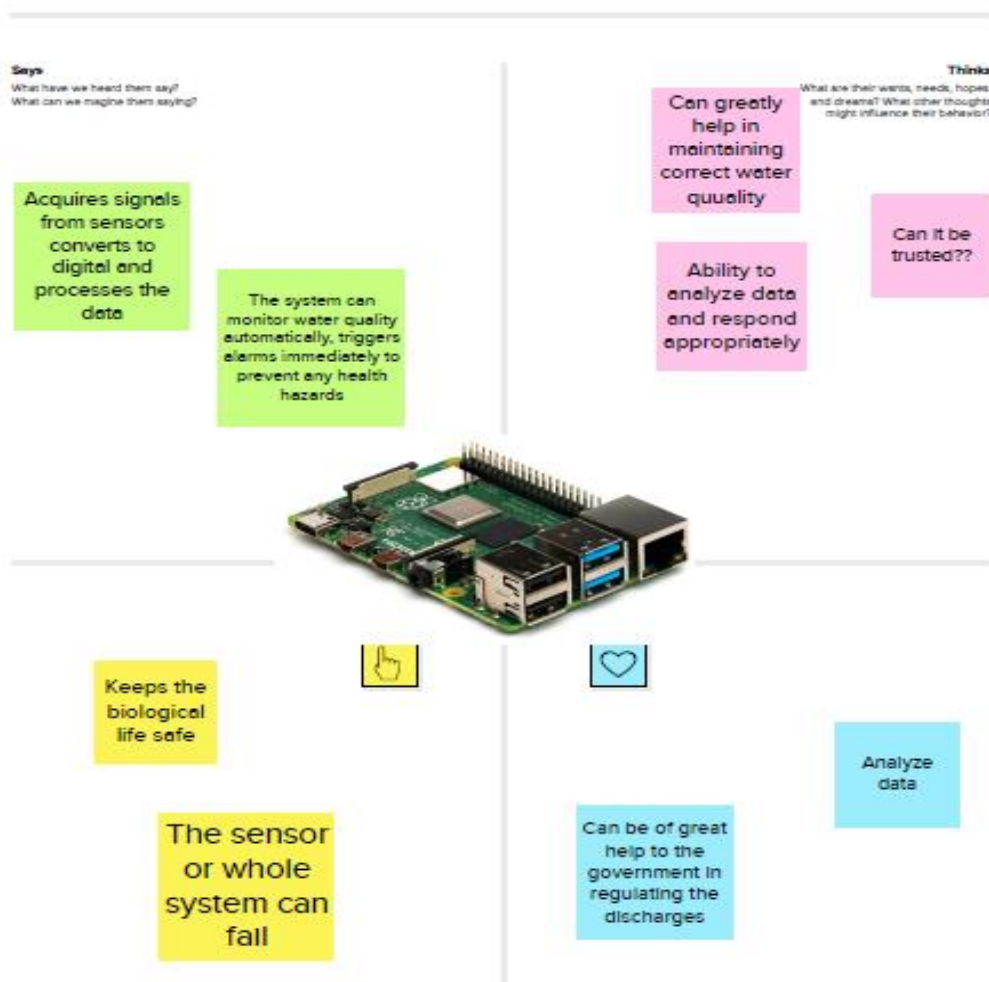 Says
What have we heard them say?
What can we magine them saying?
Thinks
What are their wants, needs, hopes,
and dreams? What other thoughts
might influence their behavior?
Acquires signals
from sensors
converts to
digital and
processes the
data
The system can
monitor water quality
automatically, triggers
alarms immediately to
prevent any health
hazards
Can greatly
help in
maintaining
correct water
quuality
Can it be
trusted??
Ability to
analyze data
and respond
appropriately
Keeps the
biological
life safe
The sensor
or whole
system can
fail
Analyze
data
Can be of great
help to the
government in
regulating the
discharges